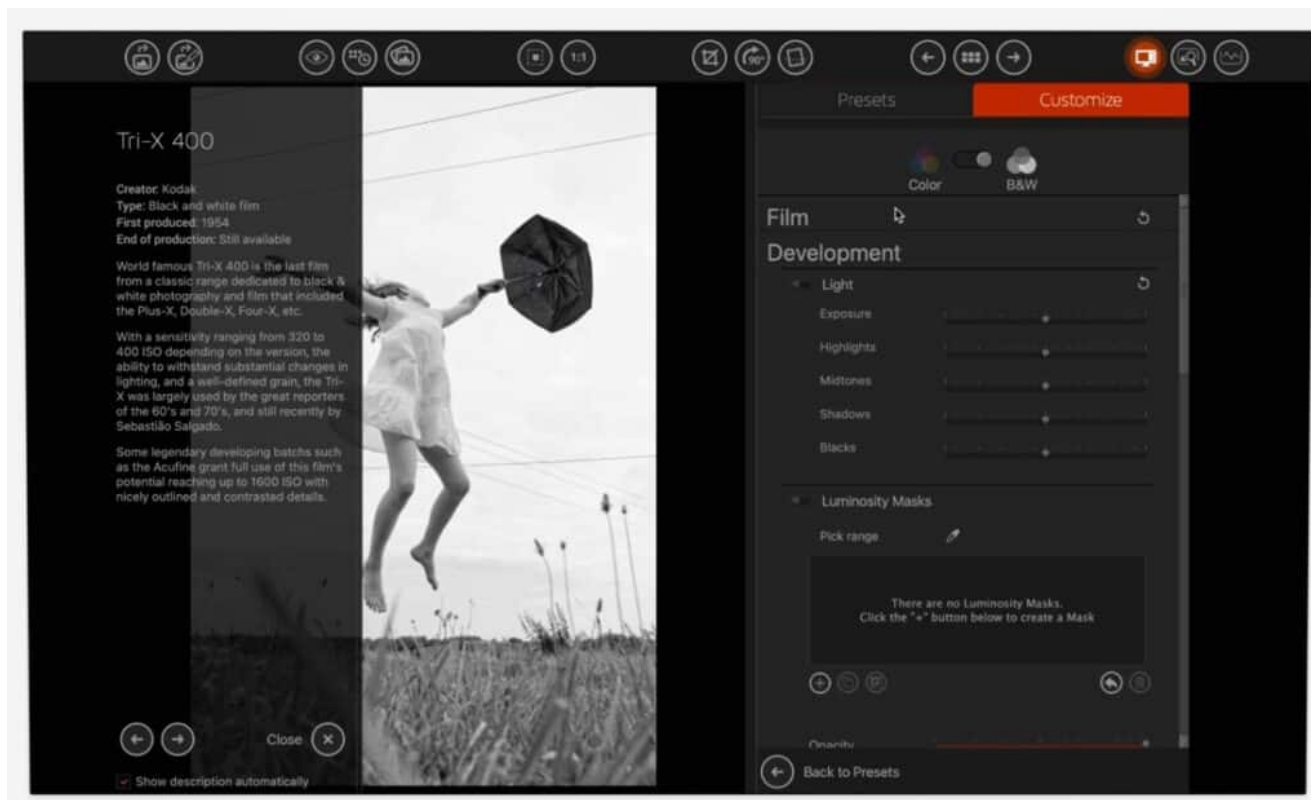 90°
1:1
Presets
Customize
Tri-X 400
Color
B&W
Creator: Kodak
Type: Black and white film
First produced: 1954
End of production: Still available
World famous Tri-X 400 is the last film
from a classic range dedicated to black &
white photography and film that included
the Plus-X, Double-X, Four-X, etc.
With a sensitivity ranging from 320 to
400 ISO depending on the version, the
ability to withstand substantial changes in
lighting, and a well-defined grain, the Tri-
X was largely used by the great reporters
of the 60's and 70's, and still recently by
Sebastião Salgado.
Some legendary developing batchs such
as the Acufine grant full use of this film's
potential reaching up to 1600 ISO with
nicely outlined and contrasted details.
Close
Show description automatically
Film
Development
Light
Exposure
Highlights
Midtones
Shadows
Blacks
Luminosity Masks
Pick range
There are no Luminosity Masks.
Click the "+" button below to create a Mask
Opacity
Back to Presets